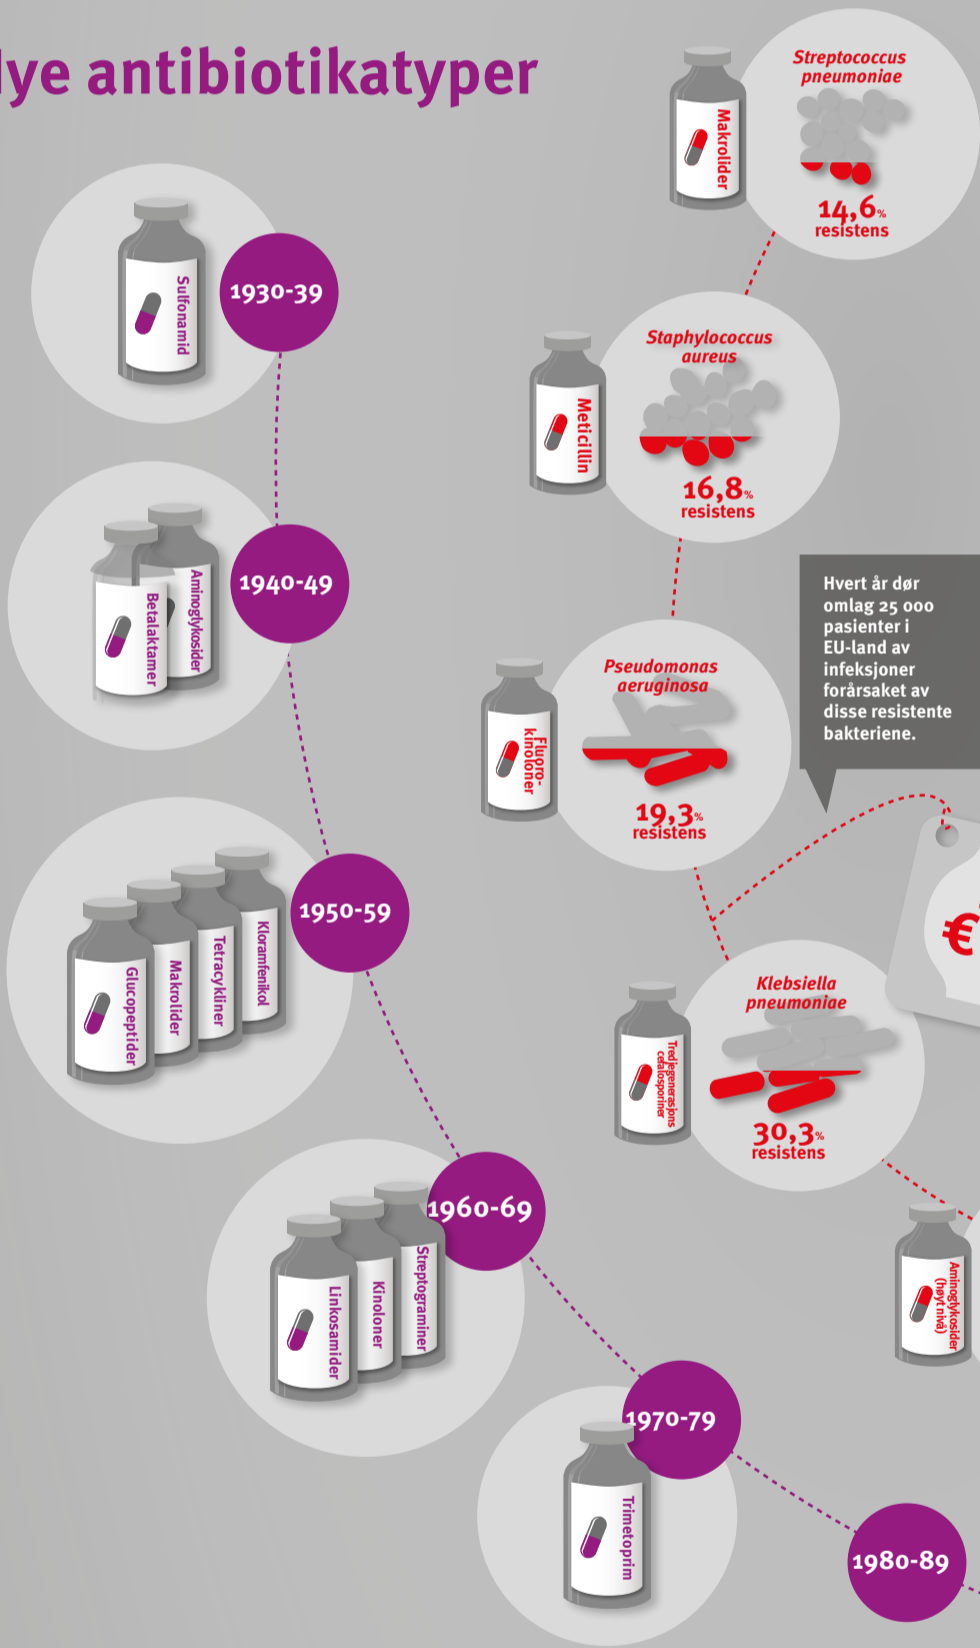 lye antibiotikatyper
Sulfonamid
1930-39
Betalaktamer
Aminoglykosider
1940-49
Glucopeptider
Makrolider
Tetracykliner
Kloramfenikol
1950-59
Linkosamider
Kinoloner
Streptograminer
1960-69
Trimetoprim
1970-79
1980-89
Makrolider
Streptococcus
pneumoniae
14,6%
resistens
Meticillin
Staphylococcus
aureus
16,8%
resistens
Fluoro-
kinoloner
Pseudomonas
aeruginosa
19,3%
resistens
Hvert år dør
omlag 25 000
pasienter i
EU-land av
infeksjoner
forårsaket av
disse resistente
bakteriene.
€
Tredjegenerasjons
cefalosporiner
Klebsiella
pneumoniae
30,3%
resistens
Aminoglykosider
(høyt nivå)